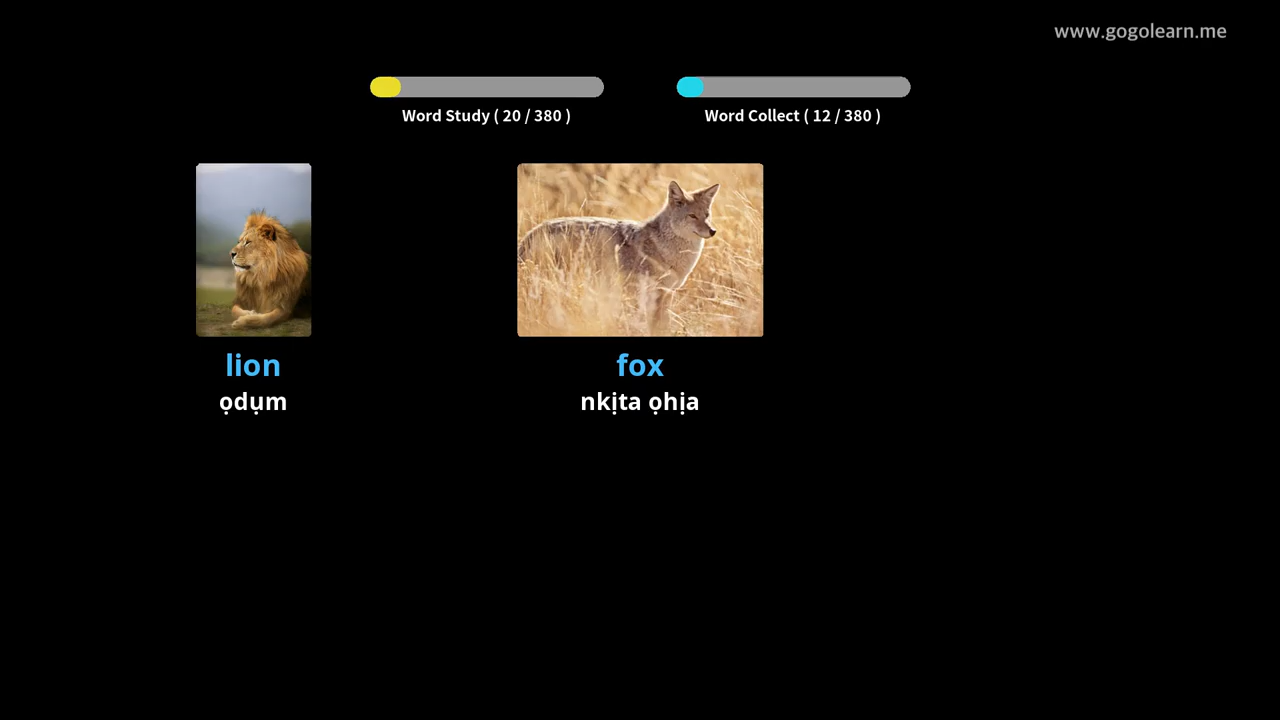 www.gogolearn.me
Word Study ( 20 / 380 )
Word Collect ( 12 / 380 )
lion
ọdụm
fox
nkịta ọhịa